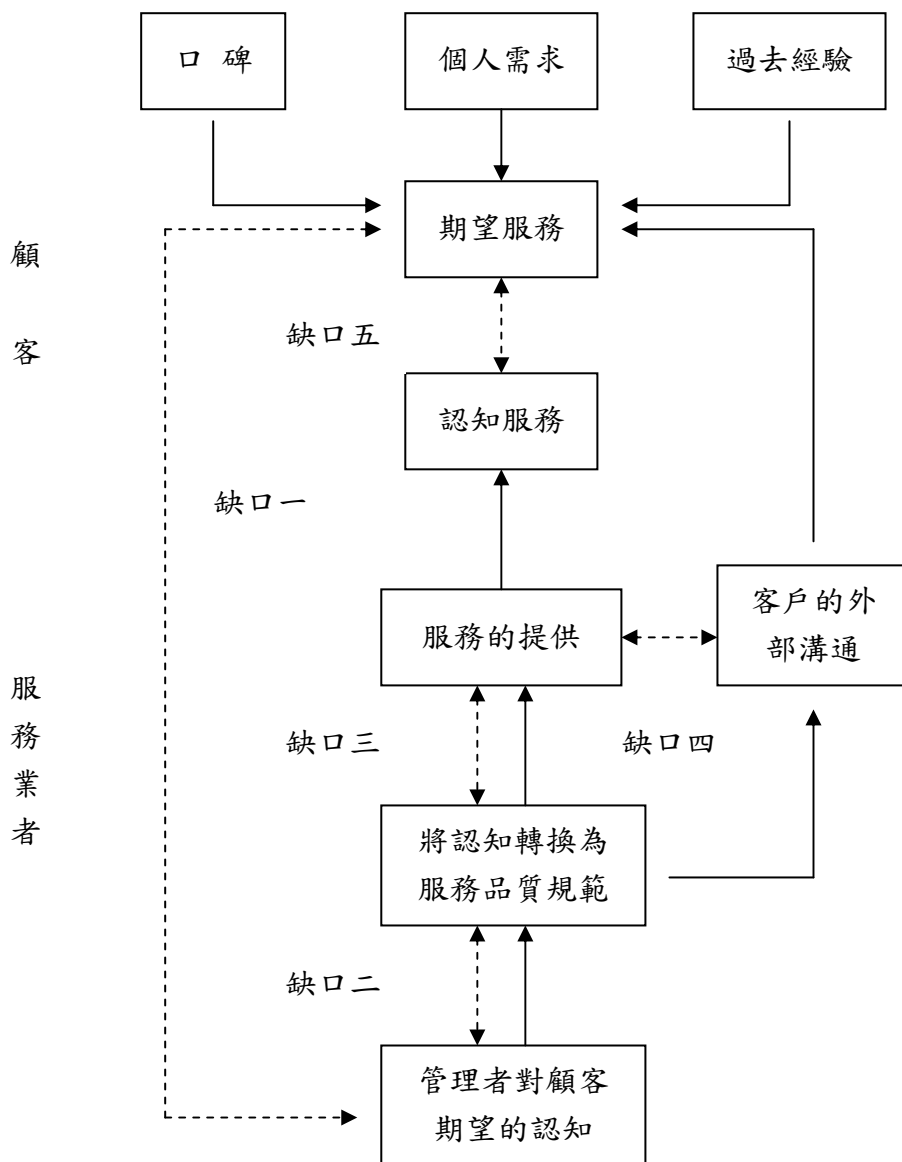 口 碑
個人需求
過去經驗
期望服務
顧
客
缺口五
認知服務
缺口一
服務的提供
客戶的外
部溝通
服
務
業
者
缺口三
缺口四
將認知轉換為
服務品質規範
缺口二
管理者對顧客
期望的認知